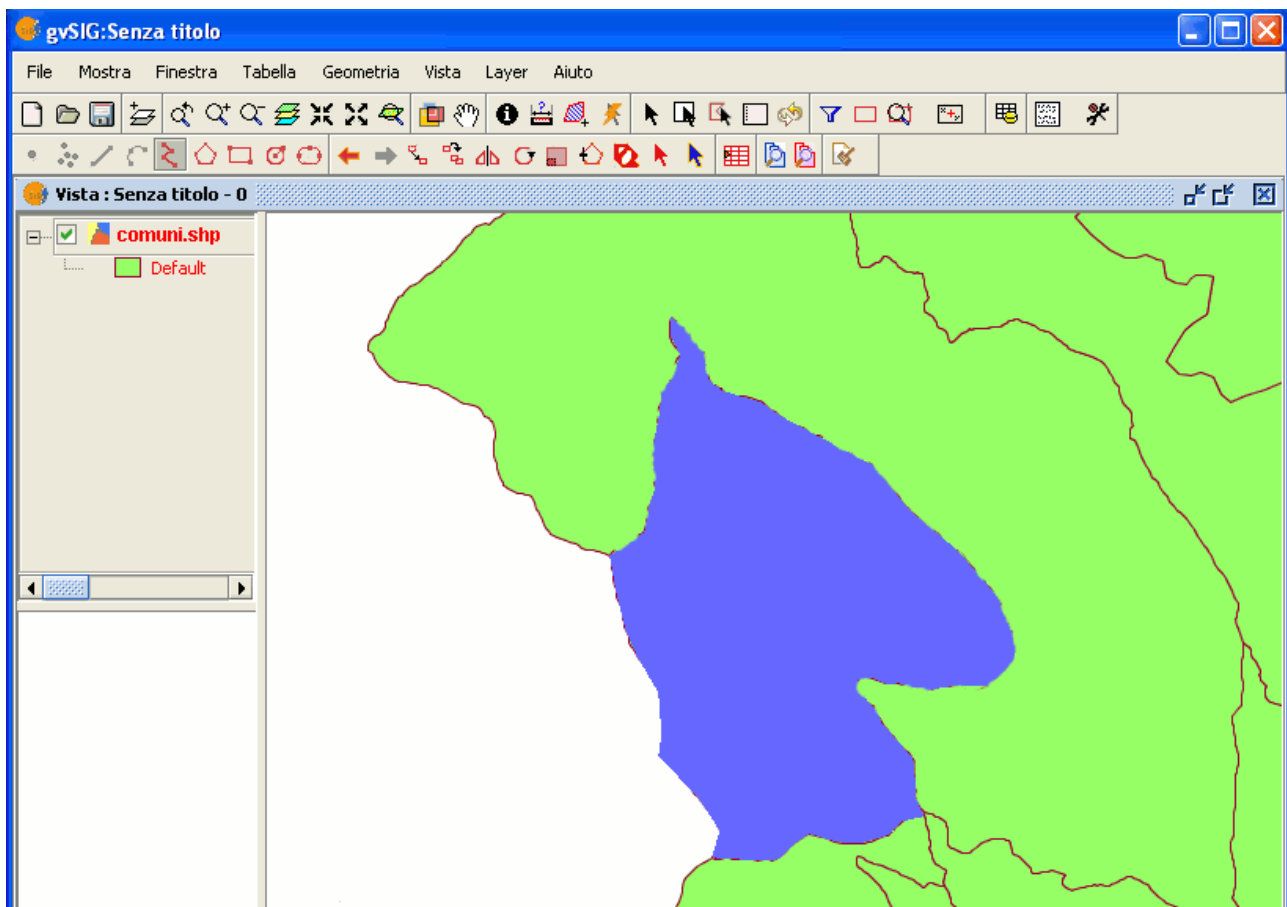 gvSIG:Senza titolo
File Mostra Finestra Tabella Geometria Vista Layer Aiuto
Vista : Senza titolo - 0
comuni.shp
Default